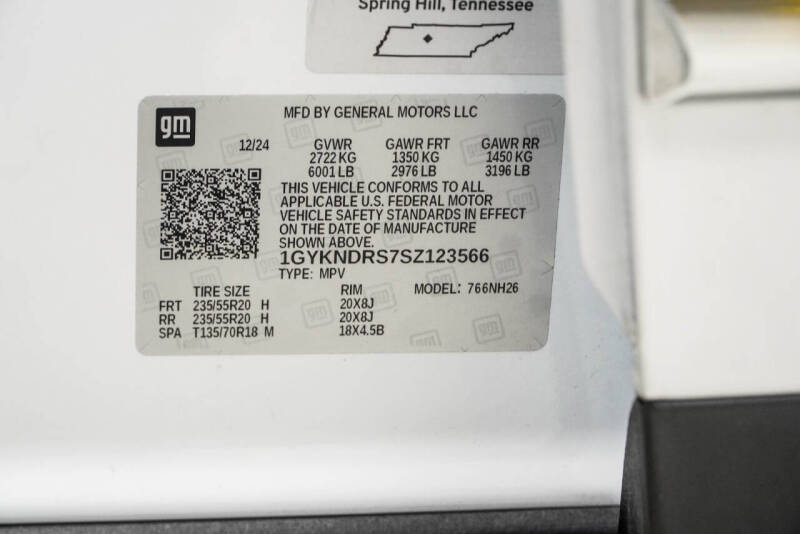 Spring Hill, Tennessee
gm
MFD BY GENERAL MOTORS LLC
12/24 GVWR GAWR FRT GAWR RR
2722 KG 1350 KG 1450 KG
6001 LB 2976 LB 3196 LB
THIS VEHICLE CONFORMS TO ALL
APPLICABLE U.S. FEDERAL MOTOR
VEHICLE SAFETY STANDARDS IN EFFECT
ON THE DATE OF MANUFACTURE
SHOWN ABOVE.
1GYKNDRS7SZ123566
TYPE: MPV
TIRE SIZE RIM MODEL: 766NH26
FRT 235/55R20 H 20X8J
RR 235/55R20 H 20X8J
SPA T135/70R18 M 18X4.5B